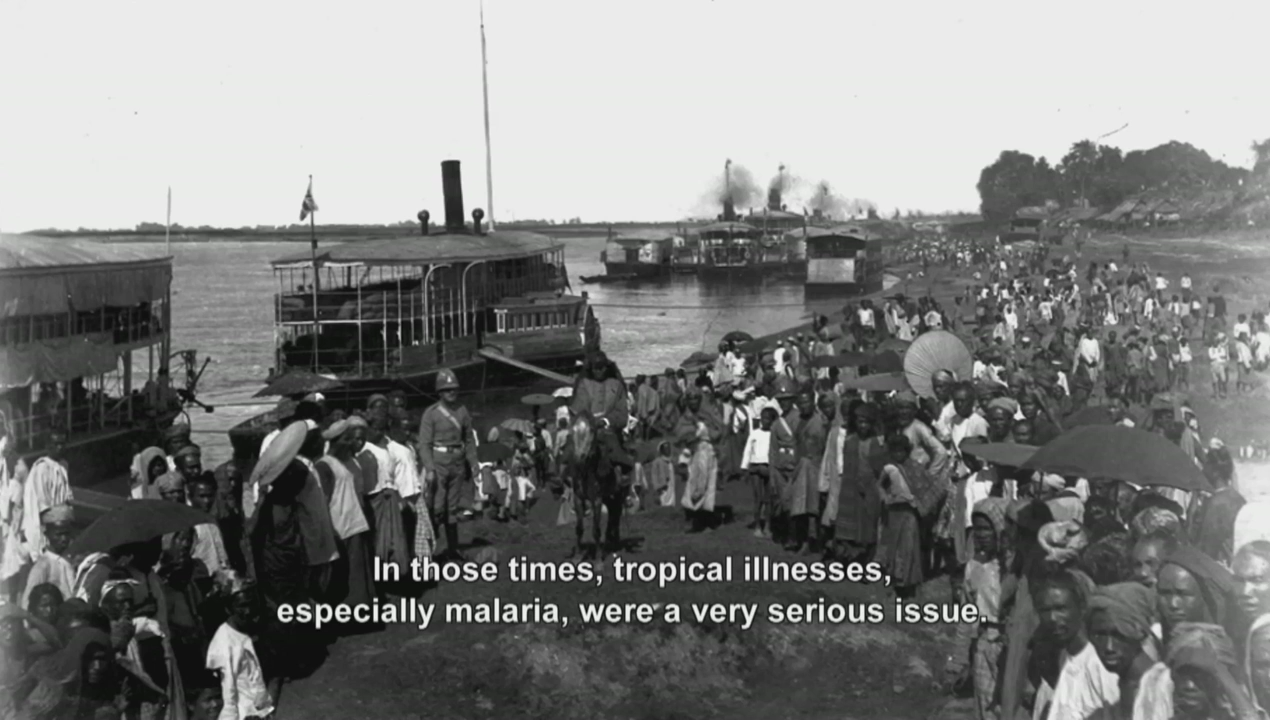 In those times, tropical illnesses,
especially malaria, were a very serious issue.